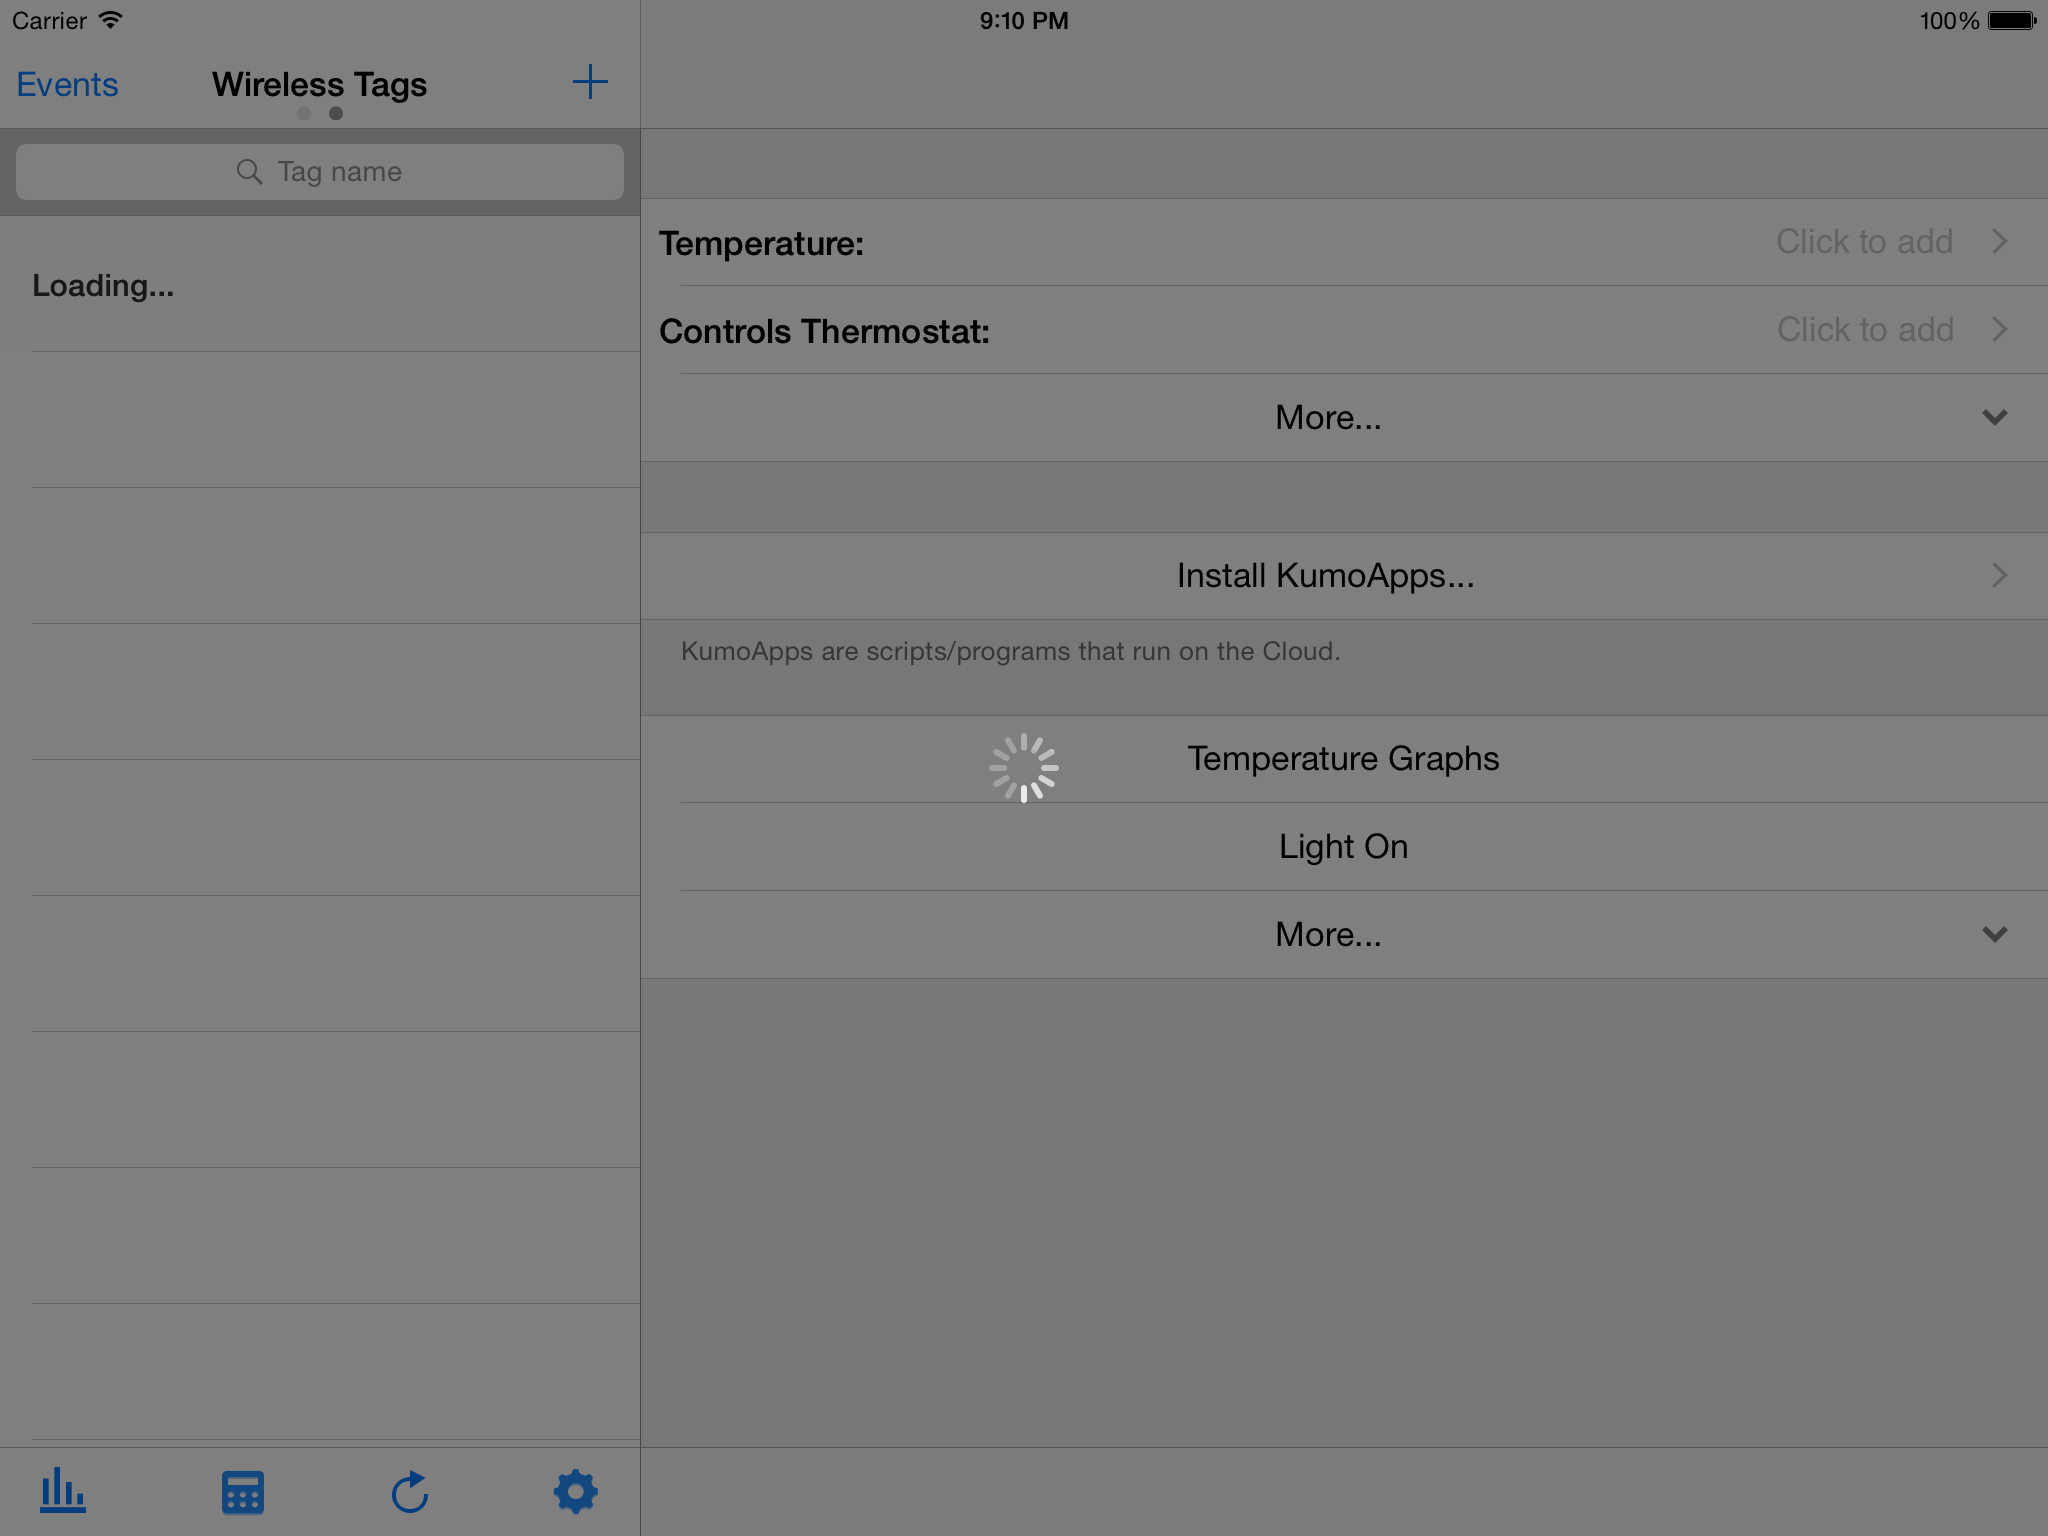 Carrier
9:10 PM
100%
Events
Wireless Tags
Tag name
Loading...
Temperature:
Click to add
Controls Thermostat:
Click to add
More...
Install KumoApps...
KumoApps are scripts/programs that run on the Cloud.
Temperature Graphs
Light On
More...